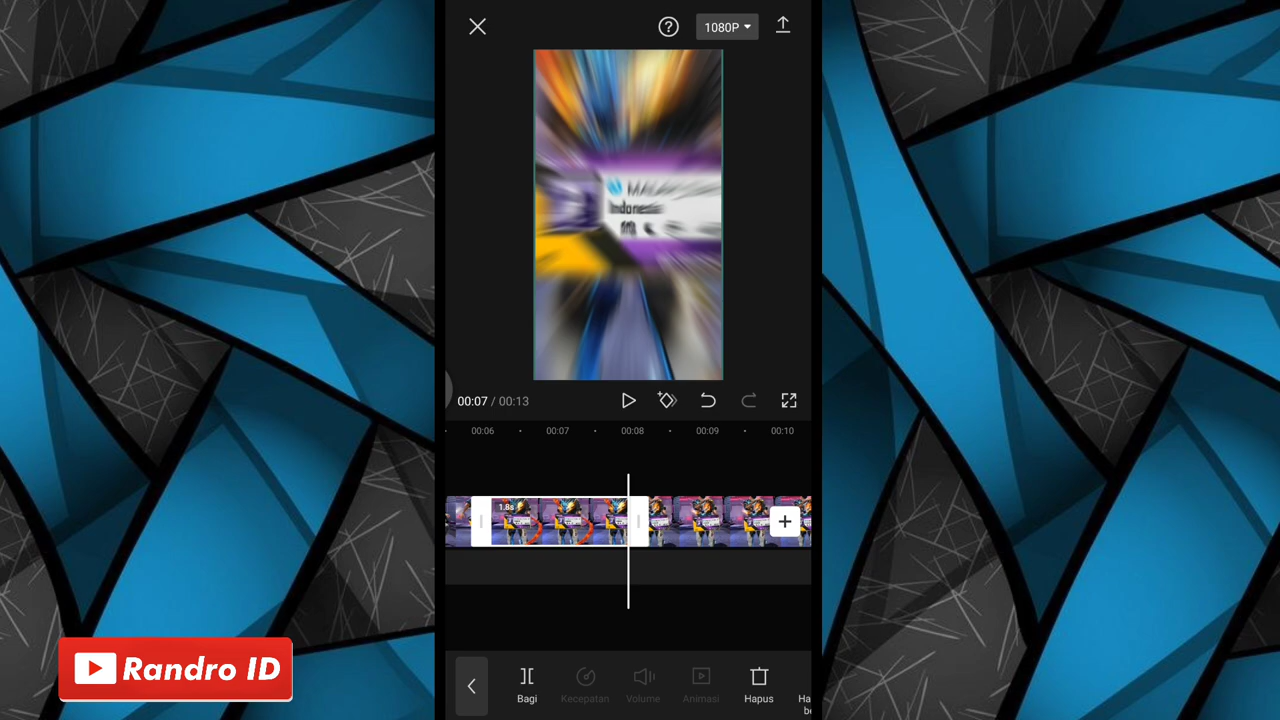 1080P
Indonesia
00:07 / 00:13
00:06 00:07 00:08 00:09 00:10
1.8s
Bagi Kecepatan Volume Animasi Hapus
Randro ID